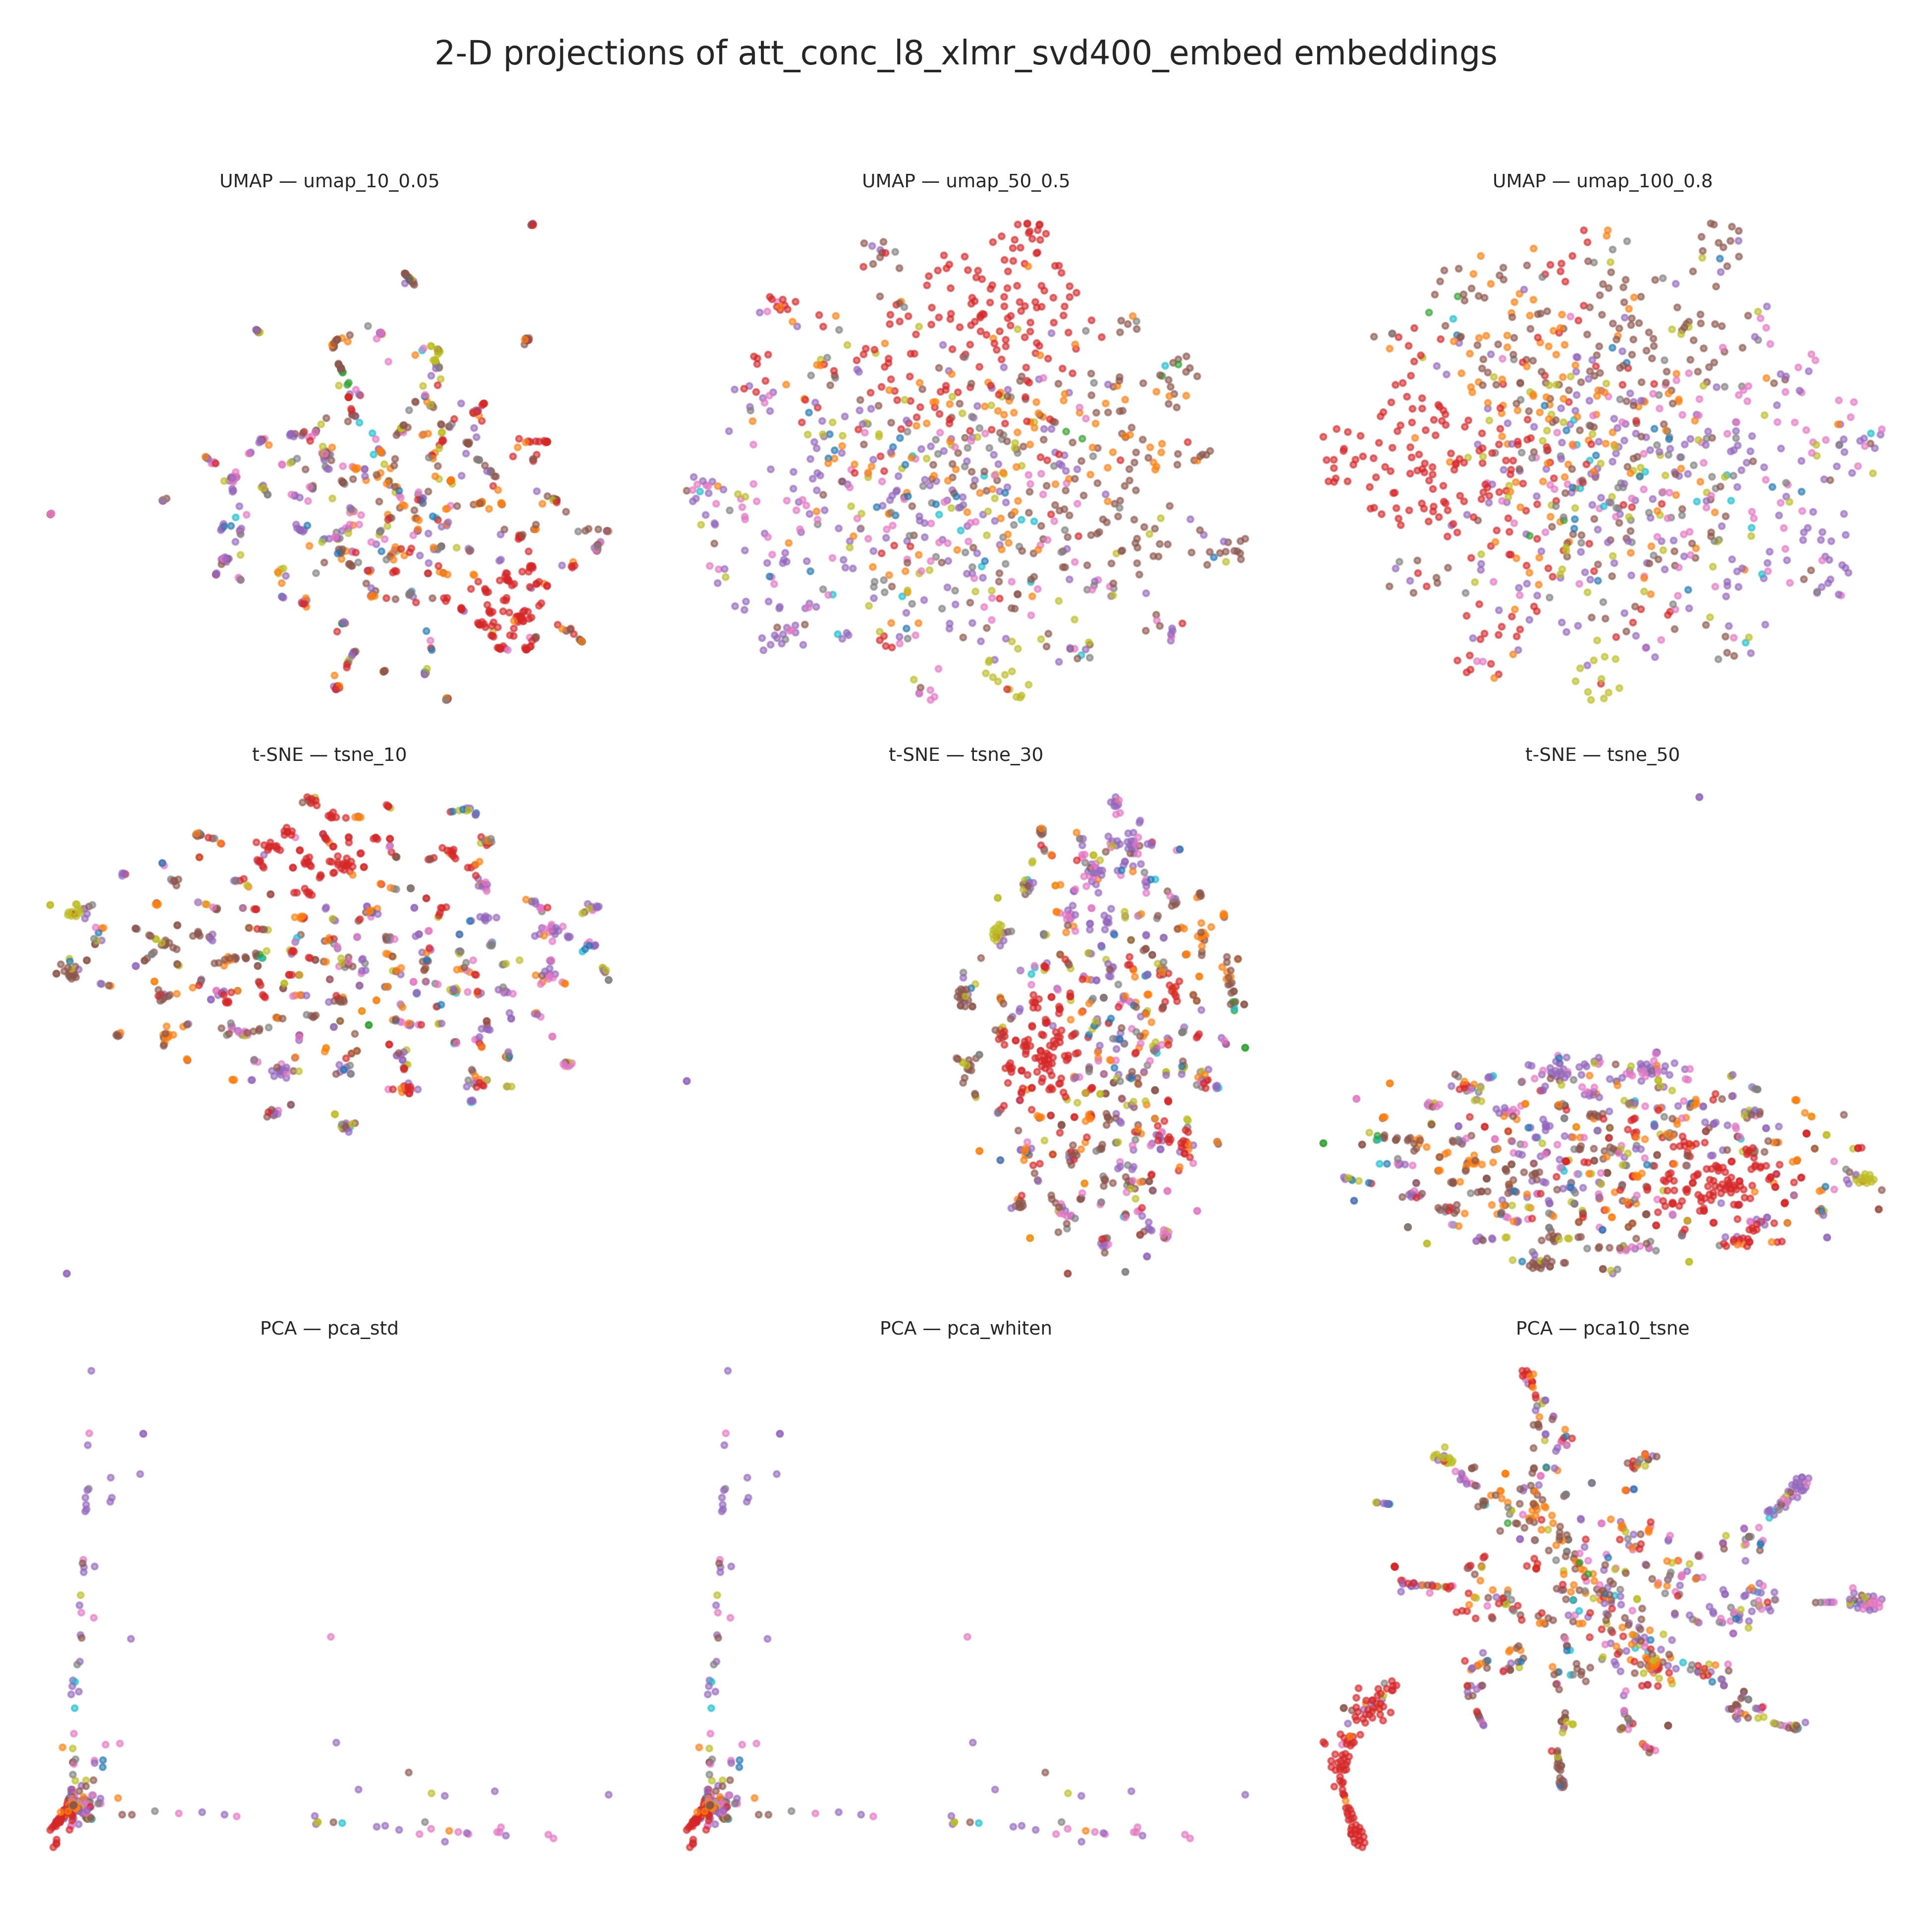 2-D projections of att_conc_l8_xlmr_svd400_embed embeddings
UMAP — umap_10_0.05
UMAP — umap_50_0.5
UMAP — umap_100_0.8
t-SNE — tsne_10
t-SNE — tsne_30
t-SNE — tsne_50
PCA — pca_std
PCA — pca_whiten
PCA — pca10_tsne